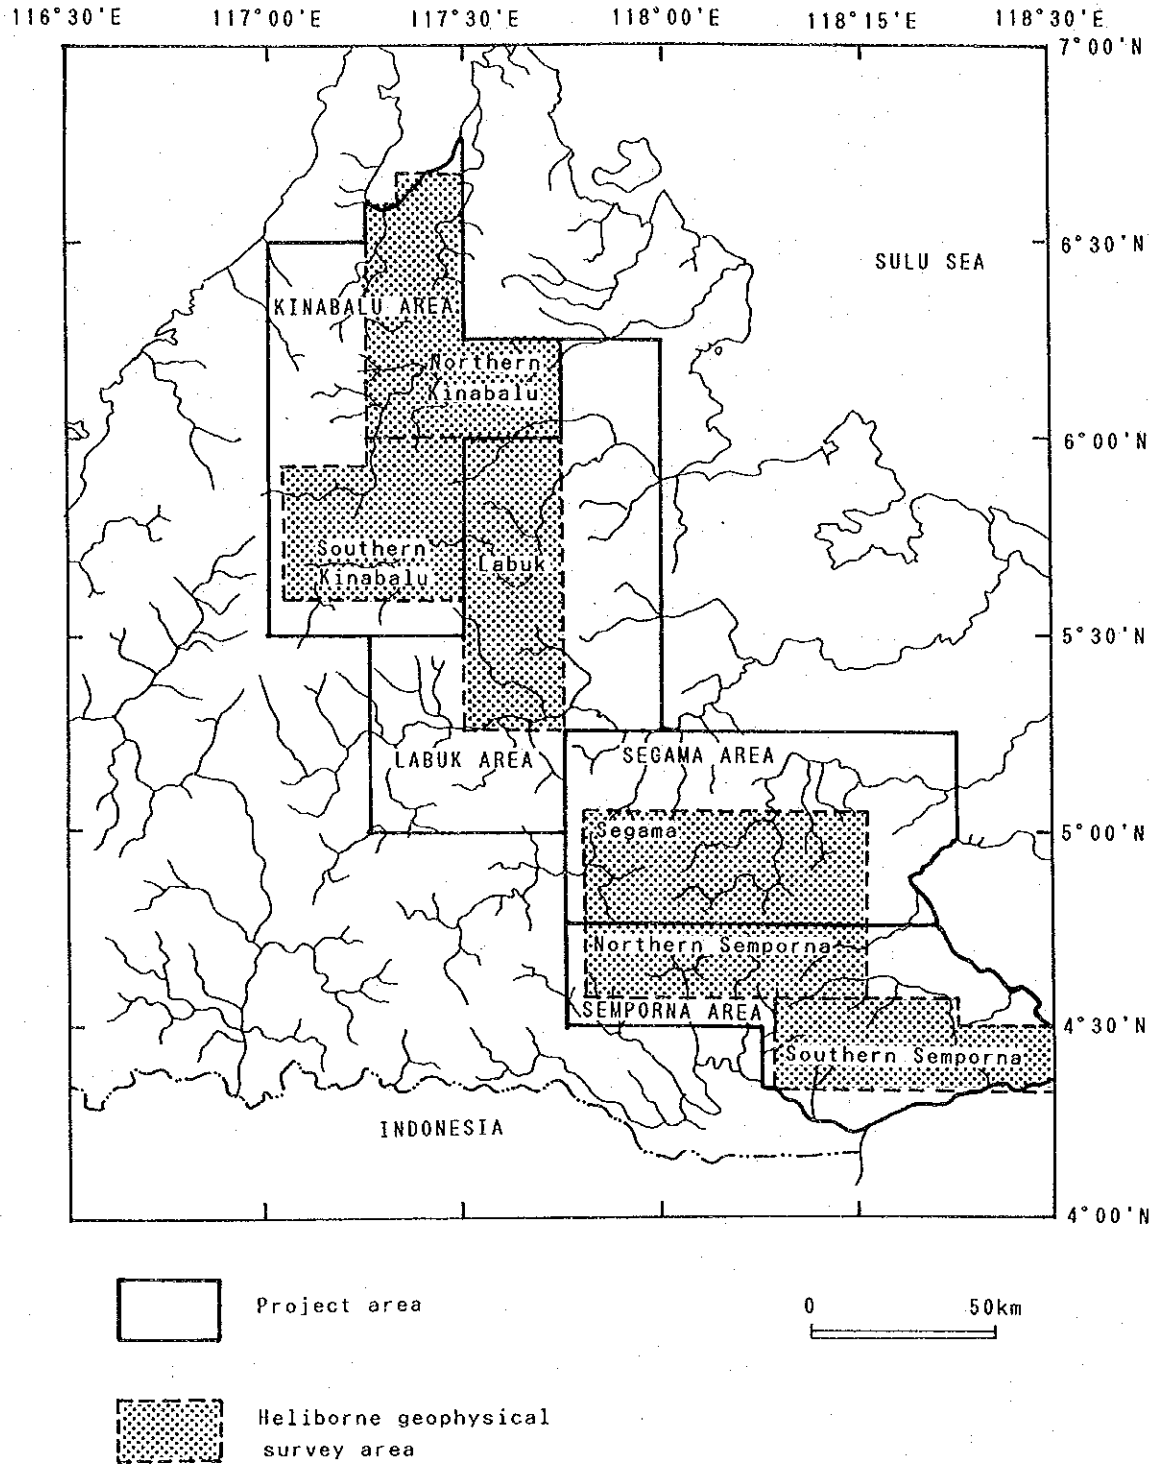 116°30'E 117°00'E 117°30'E 118°00'E 118°15'E 118°30'E
7°00'N
6°30'N
SULU SEA
KINABALU AREA
Northern
Kinabalu
6°00'N
Southern
Kinabalu
Labuk
5°30'N
LABUK AREA
SEGAMA AREA
Segama
5°00'N
Northern Semporna
SEMPORNA AREA
4°30'N
Southern Semporna
INDONESIA
4°00'N
Project area
0 50km
Heliborne geophysical
survey area